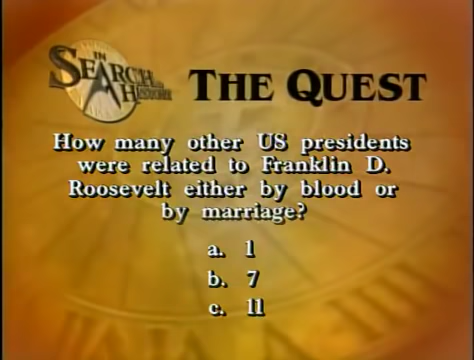 IN
SEARCH
HISTORY
THE QUEST
How many other US presidents
were related to Franklin D.
Roosevelt either by blood or
by marriage?
a. 1
b. 7
c. 11